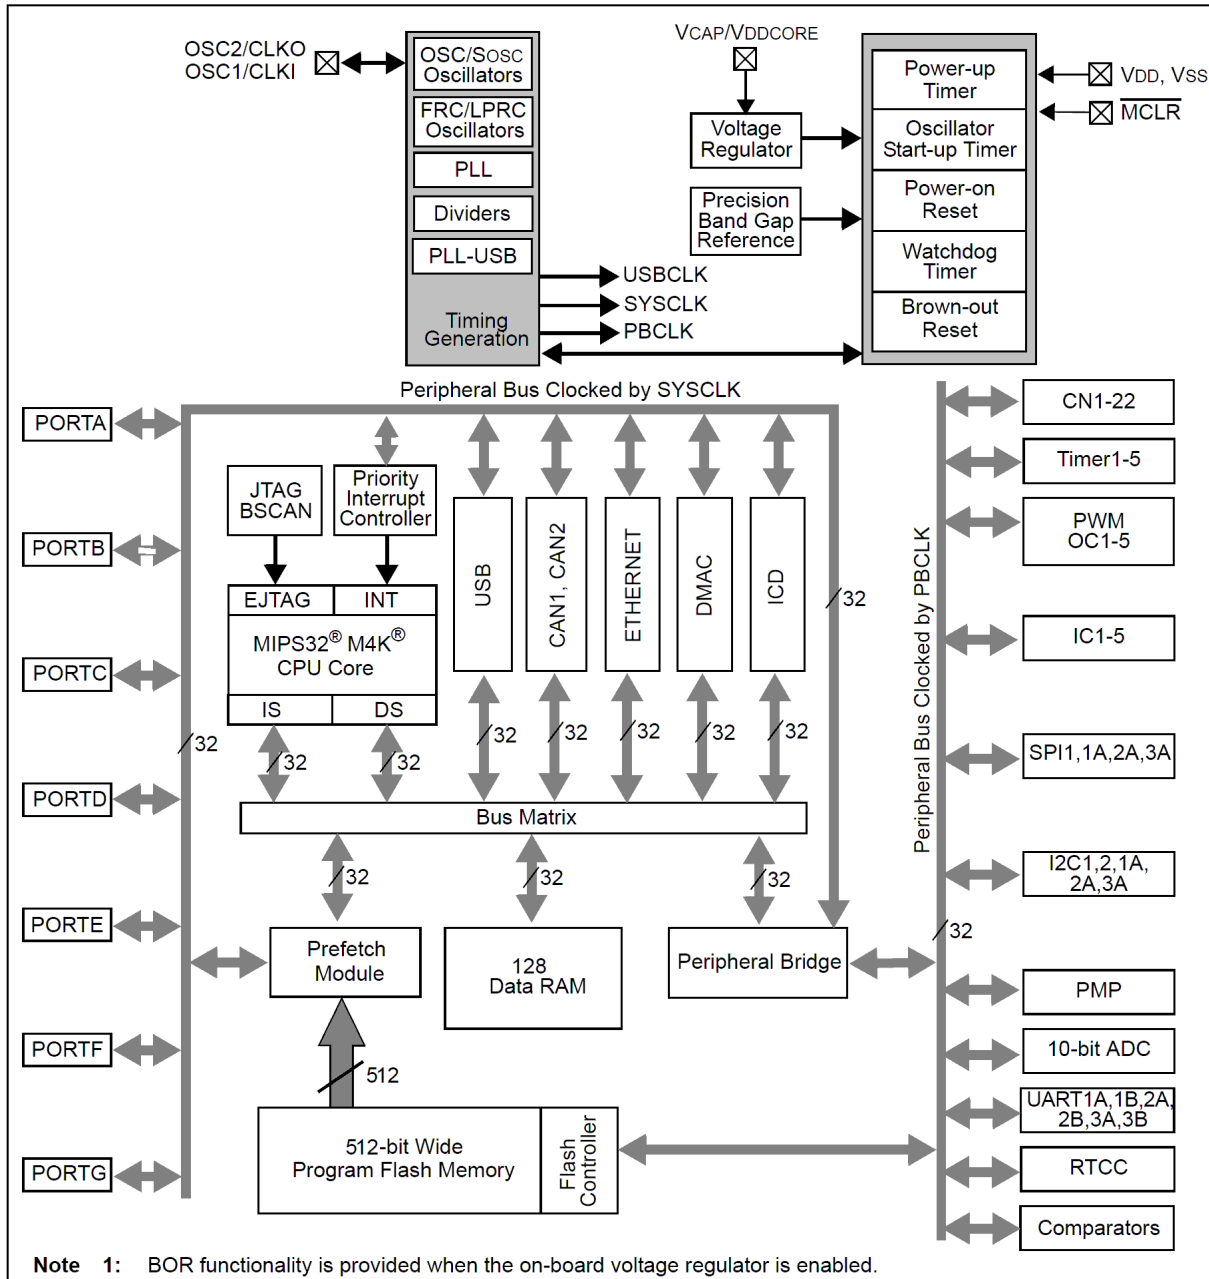 OSC2/CLKO
OSC1/CLKI
OSC/SOSC
Oscillators
FRC/LPRC
Oscillators
PLL
Dividers
PLL-USB
Timing
Generation
USBCLK
SYSCLK
PBCLK
VCAP/VDDCORE
Voltage
Regulator
Precision
Band Gap
Reference
Power-up
Timer
Oscillator
Start-up Timer
Power-on
Reset
Watchdog
Timer
Brown-out
Reset
VDD, VSS
MCLR
Peripheral Bus Clocked by SYSCLK
PORTA
PORTB
PORTC
PORTD
PORTE
PORTF
PORTG
32
JTAG
BSCAN
Priority
Interrupt
Controller
EJTAG
INT
MIPS32® M4K®
CPU Core
IS
DS
USB
CAN1, CAN2
ETHERNET
DMAC
ICD
32
32
32
32
32
32
32
32
Bus Matrix
32
32
32
Prefetch
Module
128
Data RAM
Peripheral Bridge
512
512-bit Wide
Program Flash Memory
Flash
Controller
Peripheral Bus Clocked by PBCLK
32
CN1-22
Timer1-5
PWM
OC1-5
IC1-5
SPI1,1A,2A,3A
I2C1,2,1A,
2A,3A
PMP
10-bit ADC
UART1A,1B,2A,
2B,3A,3B
RTCC
Comparators
Note 1: BOR functionality is provided when the on-board voltage regulator is enabled.